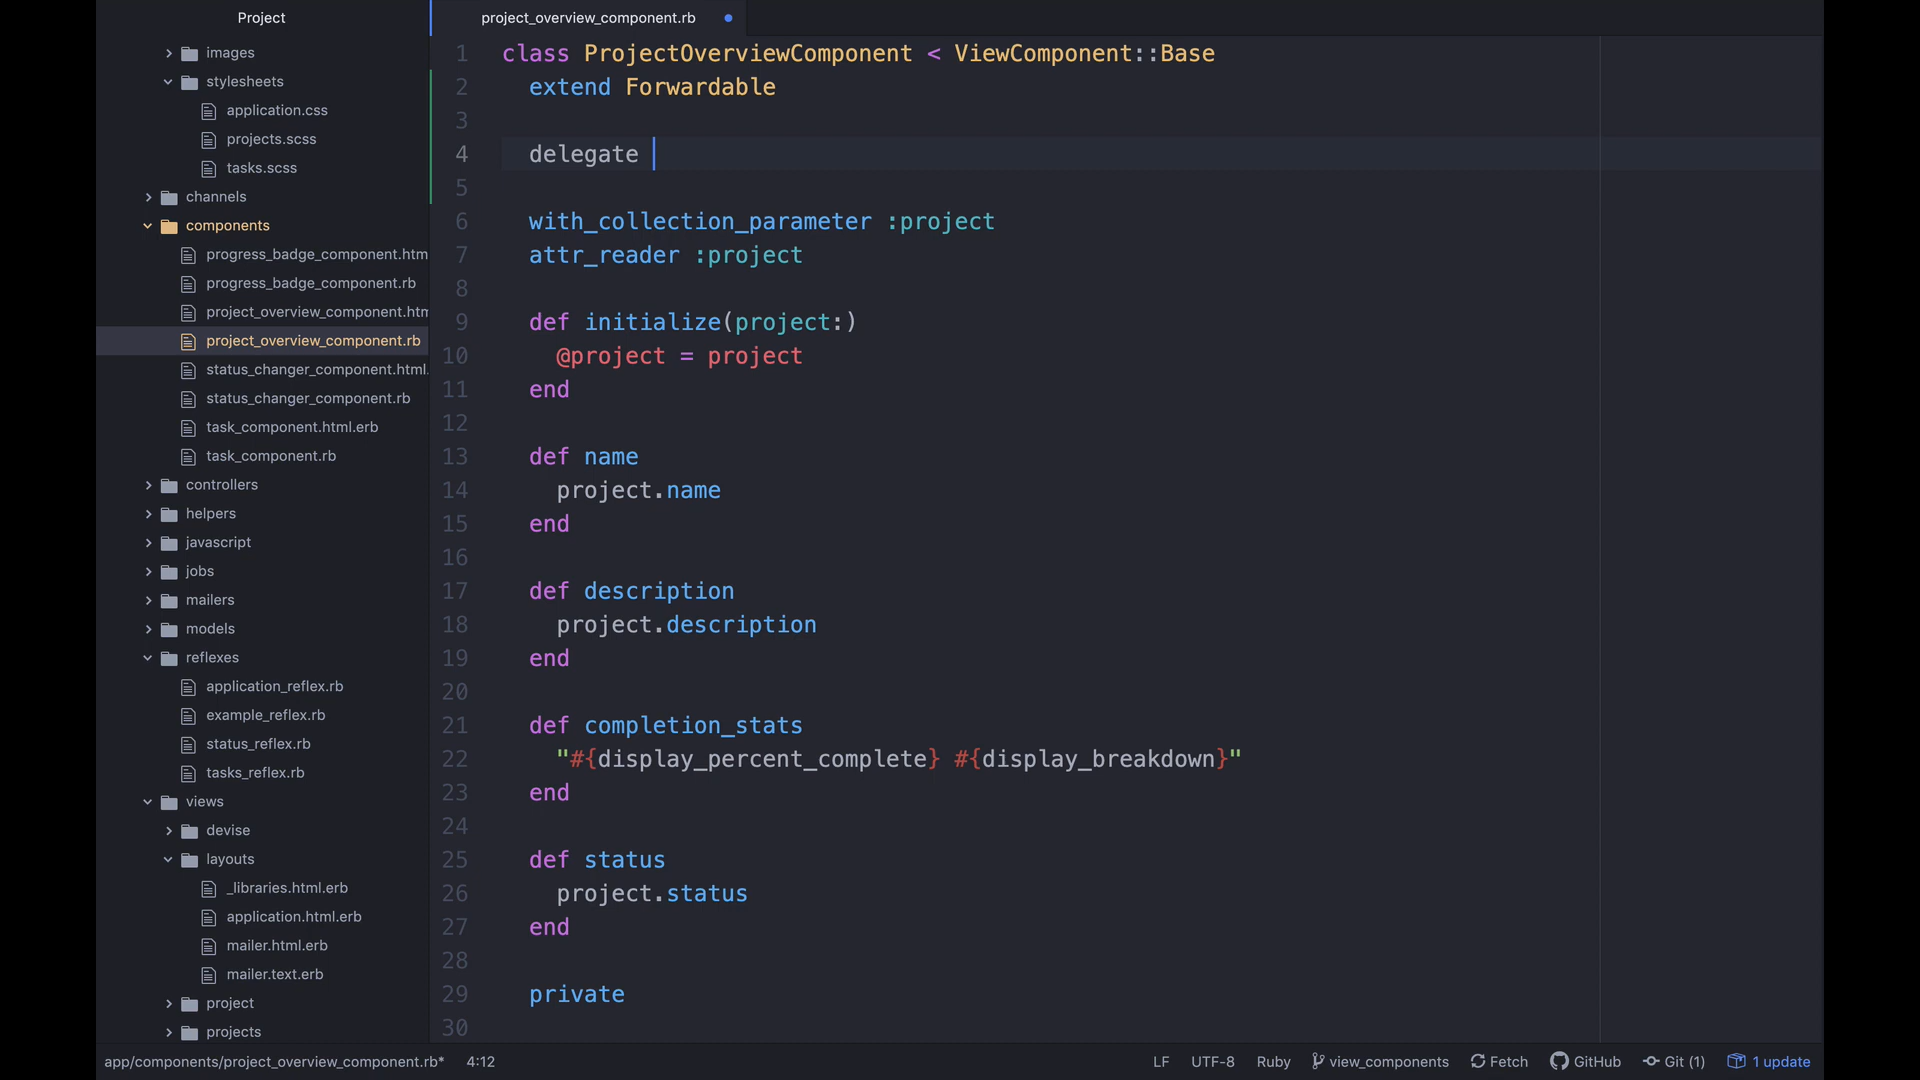 Project
project_overview_component.rb
images
stylesheets
application.css
projects.scss
tasks.scss
channels
components
progress_badge_component.htm
progress_badge_component.rb
project_overview_component.htm
project_overview_component.rb
status_changer_component.html.
status_changer_component.rb
task_component.html.erb
task_component.rb
controllers
helpers
javascript
jobs
mailers
models
reflexes
application_reflex.rb
example_reflex.rb
status_reflex.rb
tasks_reflex.rb
views
devise
layouts
_libraries.html.erb
application.html.erb
mailer.html.erb
mailer.text.erb
project
projects
1 class ProjectOverviewComponent < ViewComponent::Base
2   extend Forwardable
3
4   delegate
5
6   with_collection_parameter :project
7   attr_reader :project
8
9   def initialize(project:)
10     @project = project
11   end
12
13   def name
14     project.name
15   end
16
17   def description
18     project.description
19   end
20
21   def completion_stats
22     "#{display_percent_complete} #{display_breakdown}"
23   end
24
25   def status
26     project.status
27   end
28
29   private
30
app/components/project_overview_component.rb* 4:12 LF UTF-8 Ruby view_components Fetch GitHub Git (1) 1 update